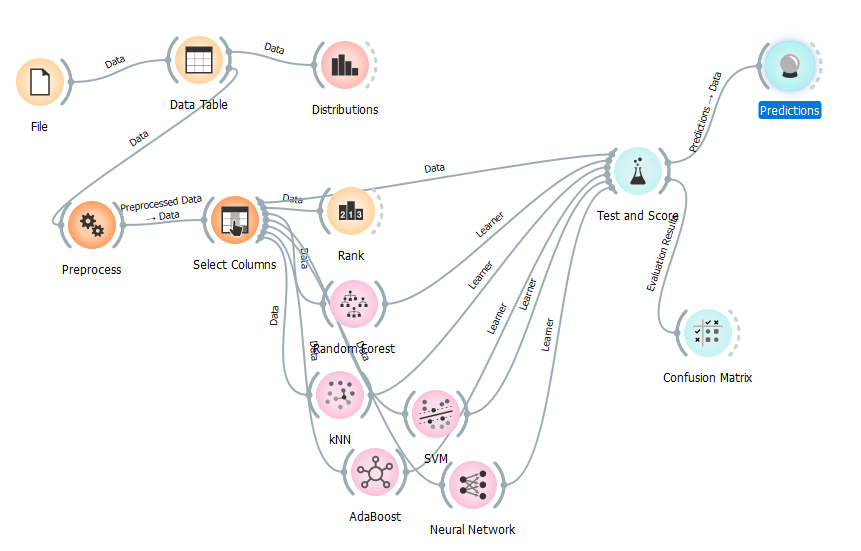 Data
Data
Data Table
Distributions
File
Data
Predictions → Data
Predictions
Data
Preprocessed Data
→ Data
Data
Learner
Test and Score
Preprocess
Select Columns
Rank
Data
Learner
Evaluation Results
Learner
Data
Learner
Learner
Random Forest
Data
Data
Confusion Matrix
kNN
SVM
AdaBoost
Neural Network
213